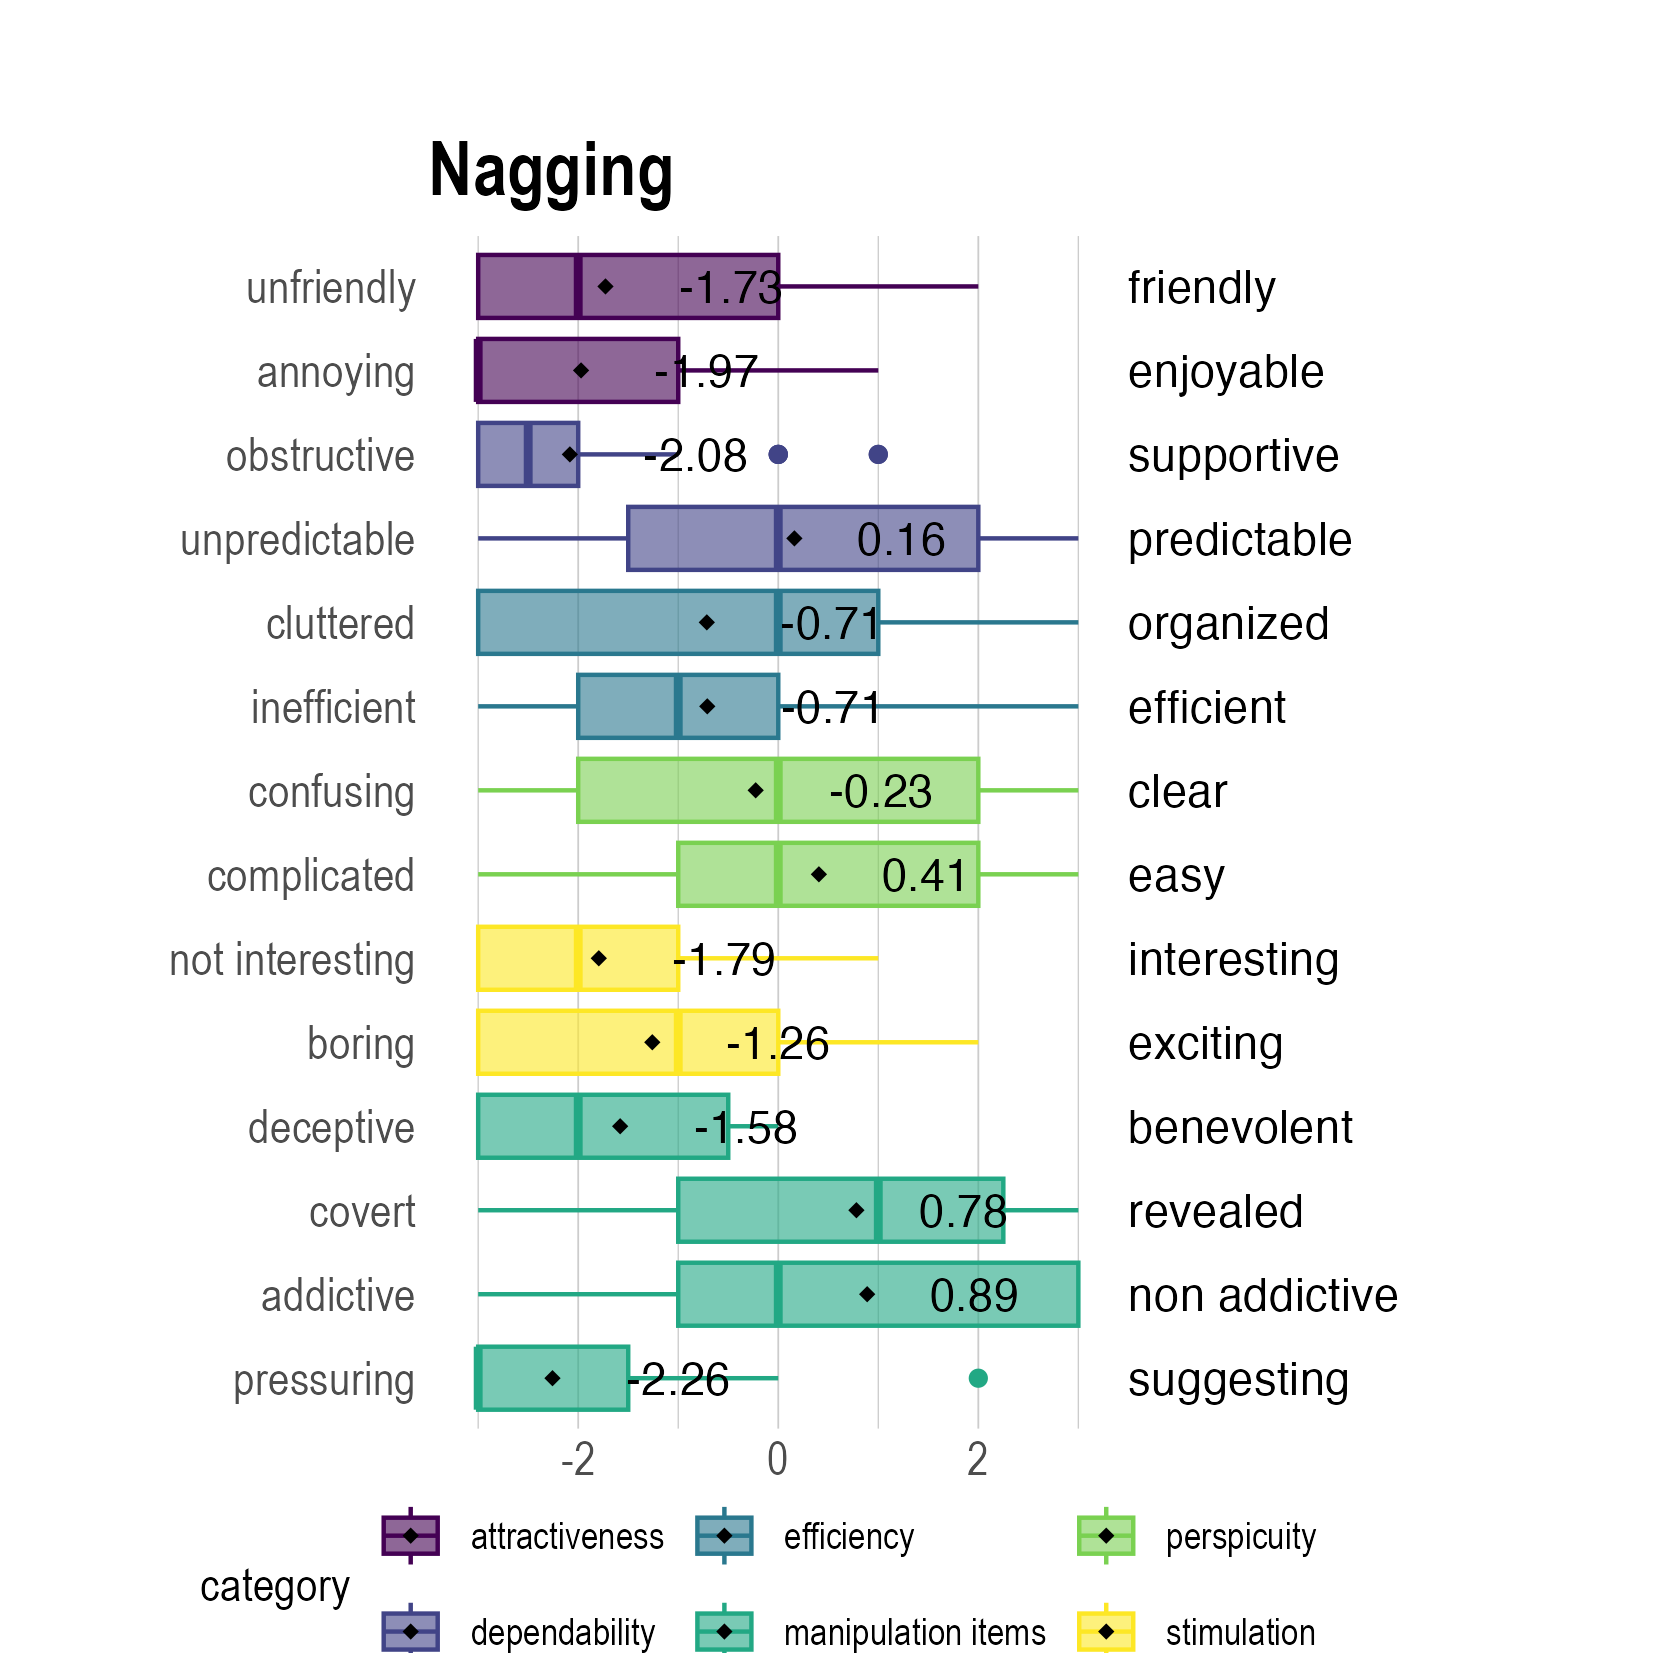 Nagging
unfriendly -1.73 friendly
annoying -1.97 enjoyable
obstructive -2.08 supportive
unpredictable 0.16 predictable
cluttered -0.71 organized
inefficient -0.71 efficient
confusing -0.23 clear
complicated 0.41 easy
not interesting -1.79 interesting
boring -1.26 exciting
deceptive -1.58 benevolent
covert 0.78 revealed
addictive 0.89 non addictive
pressuring -2.26 suggesting
-2 0 2
category
attractiveness efficiency perspicuity
dependability manipulation items stimulation